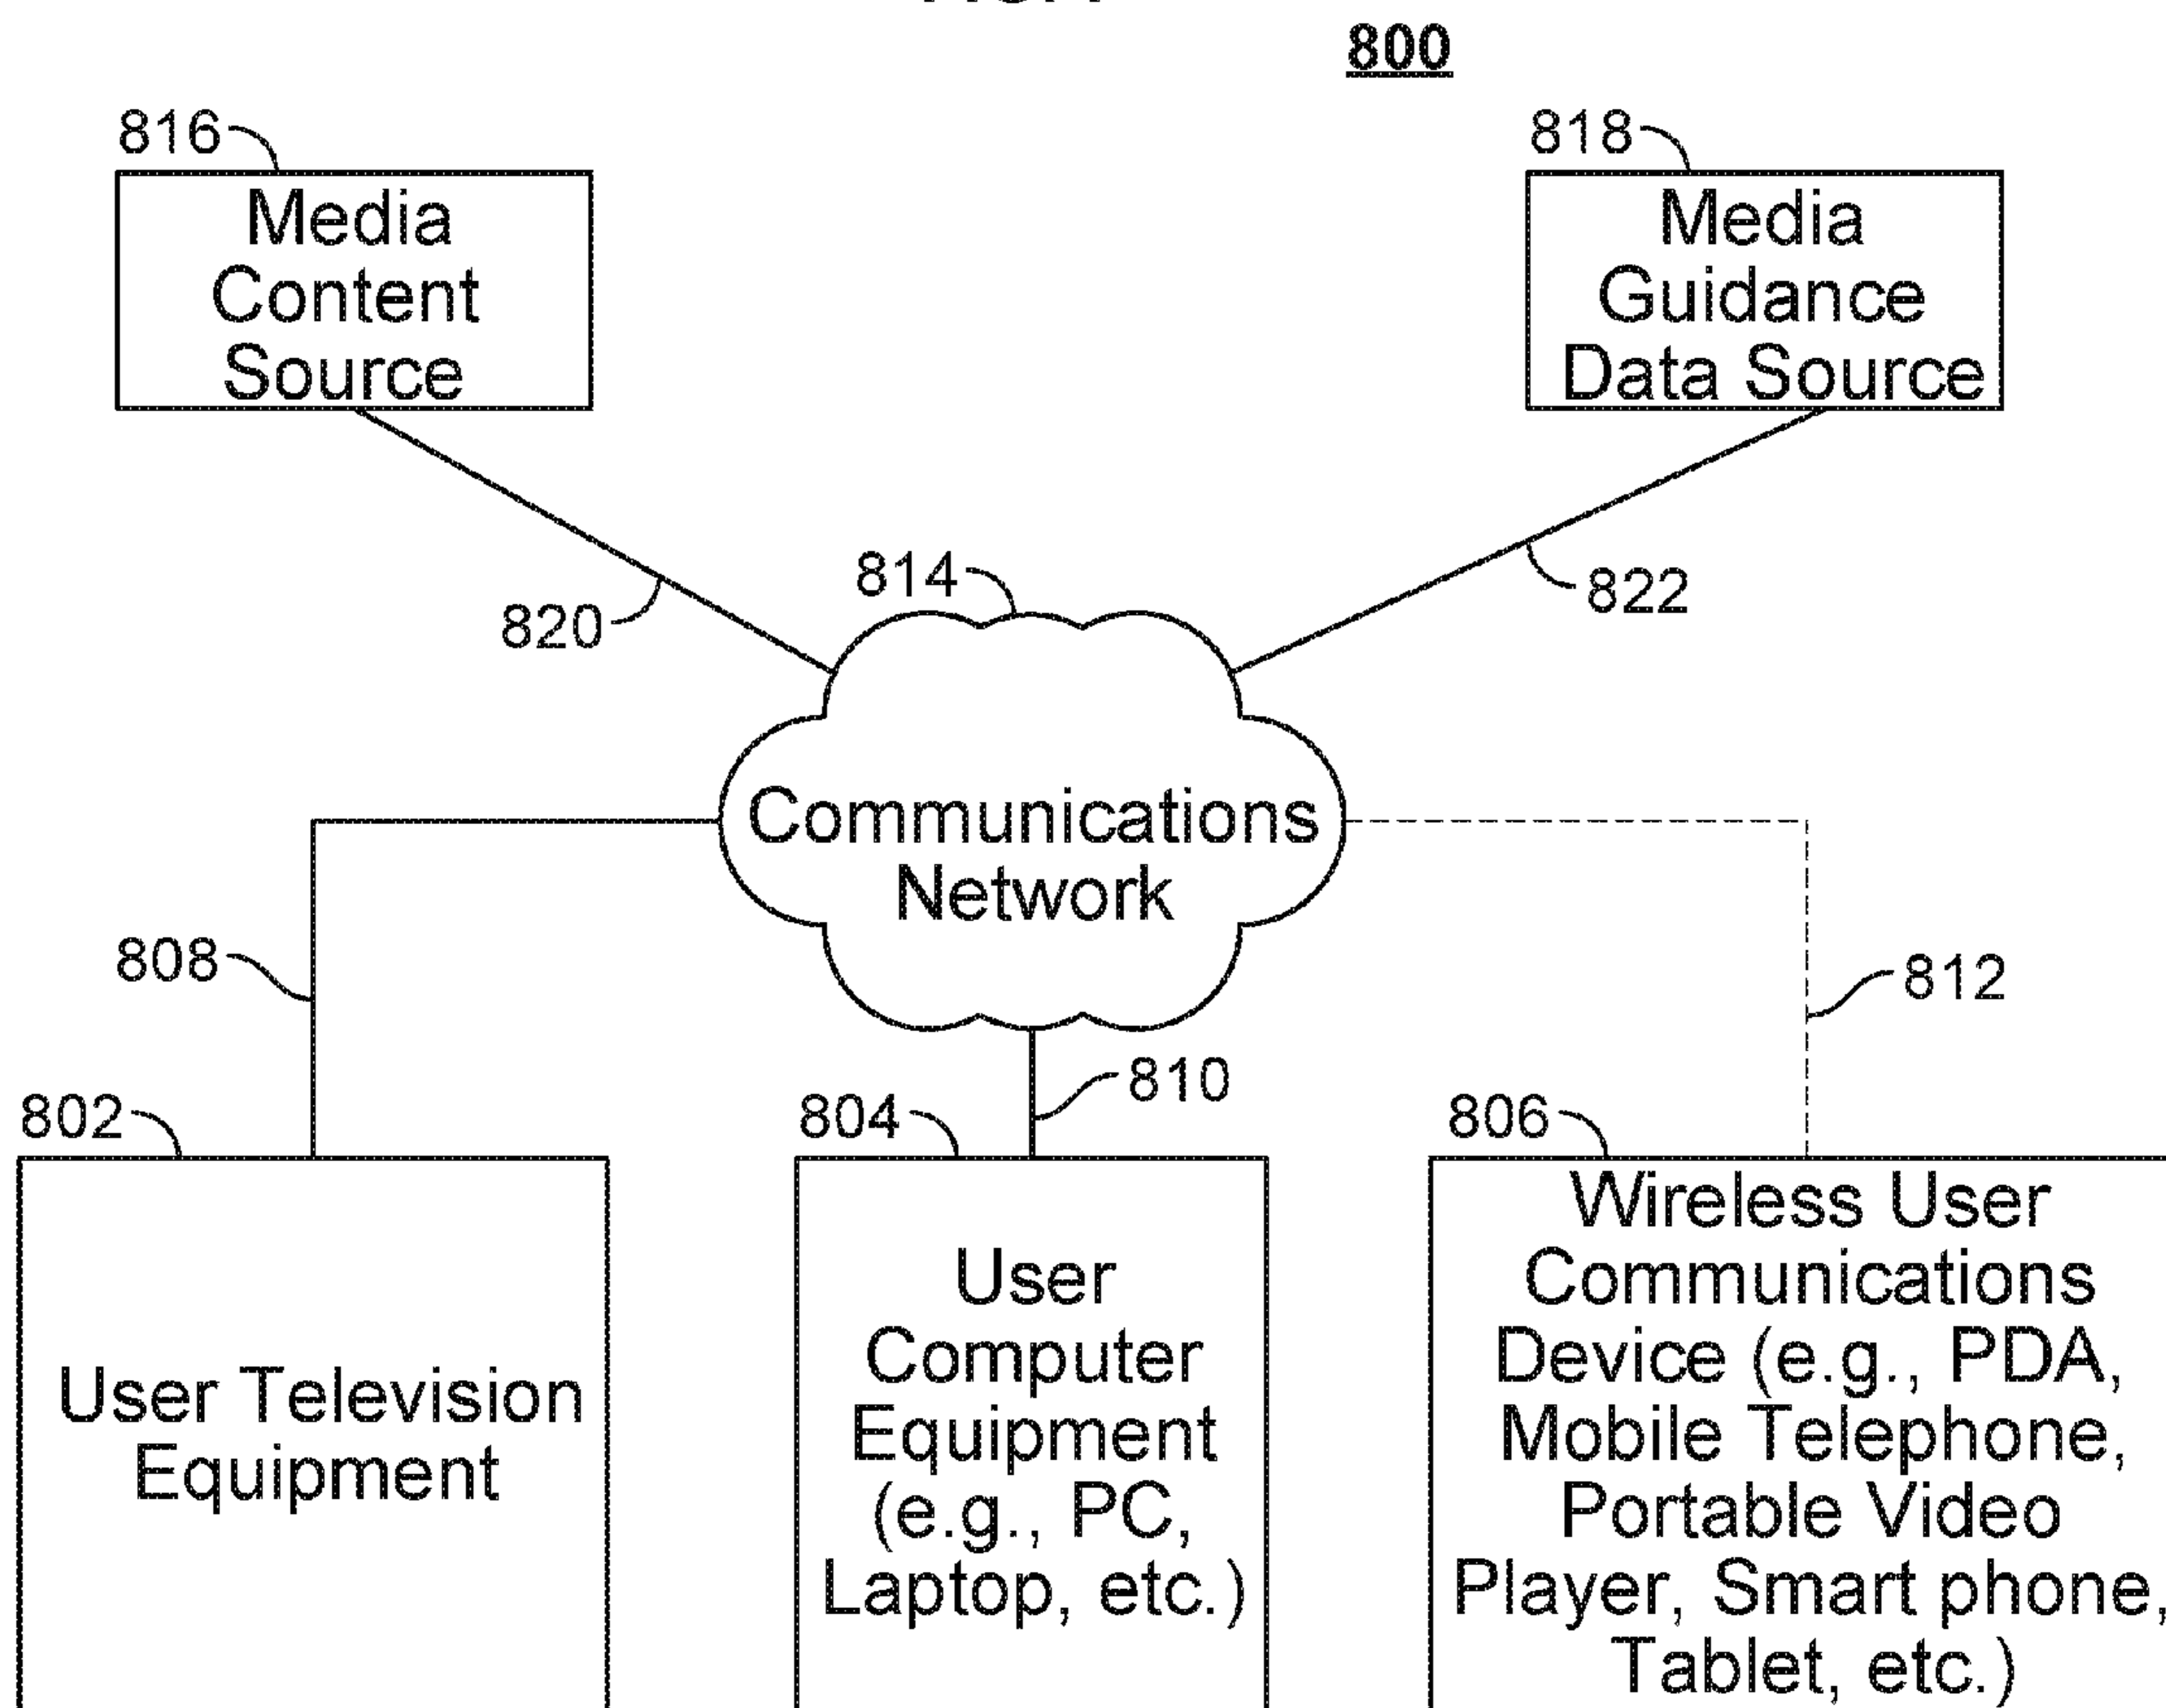 800
816
Media
Content
Source
818
Media
Guidance
Data Source
820
814
822
Communications
Network
808
812
810
802
User Television
Equipment
804
User
Computer
Equipment
(e.g., PC,
Laptop, etc.)
806
Wireless User
Communications
Device (e.g., PDA,
Mobile Telephone,
Portable Video
Player, Smart phone,
Tablet, etc.)